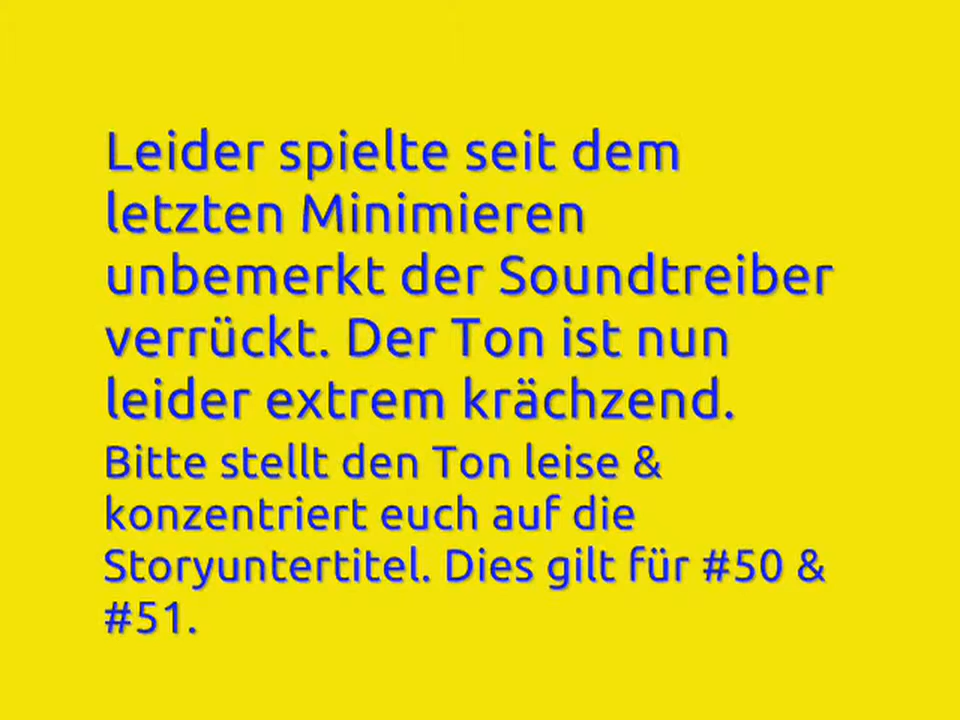 Leider spielte seit dem
letzten Minimieren
unbemerkt der Soundtreiber
verrückt. Der Ton ist nun
leider extrem krächzend.
Bitte stellt den Ton leise &
konzentriert euch auf die
Storyuntertitel. Dies gilt für #50 &
#51.